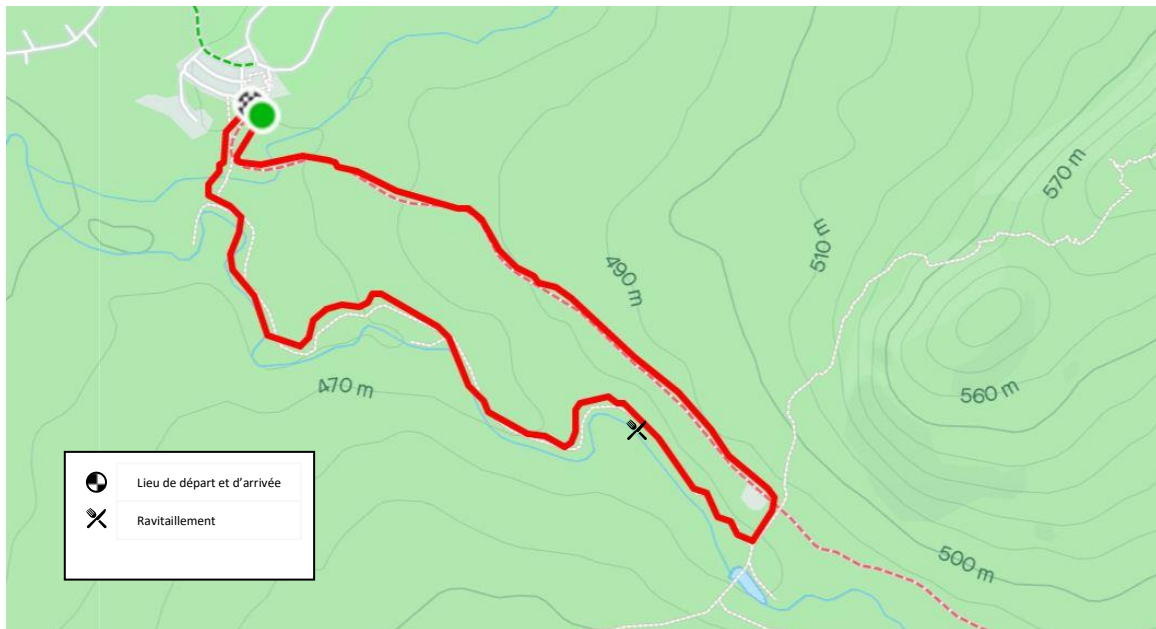 570 m
510 m
490 m
470 m
560 m
500 m
Lieu de départ et d’arrivée
Ravitaillement